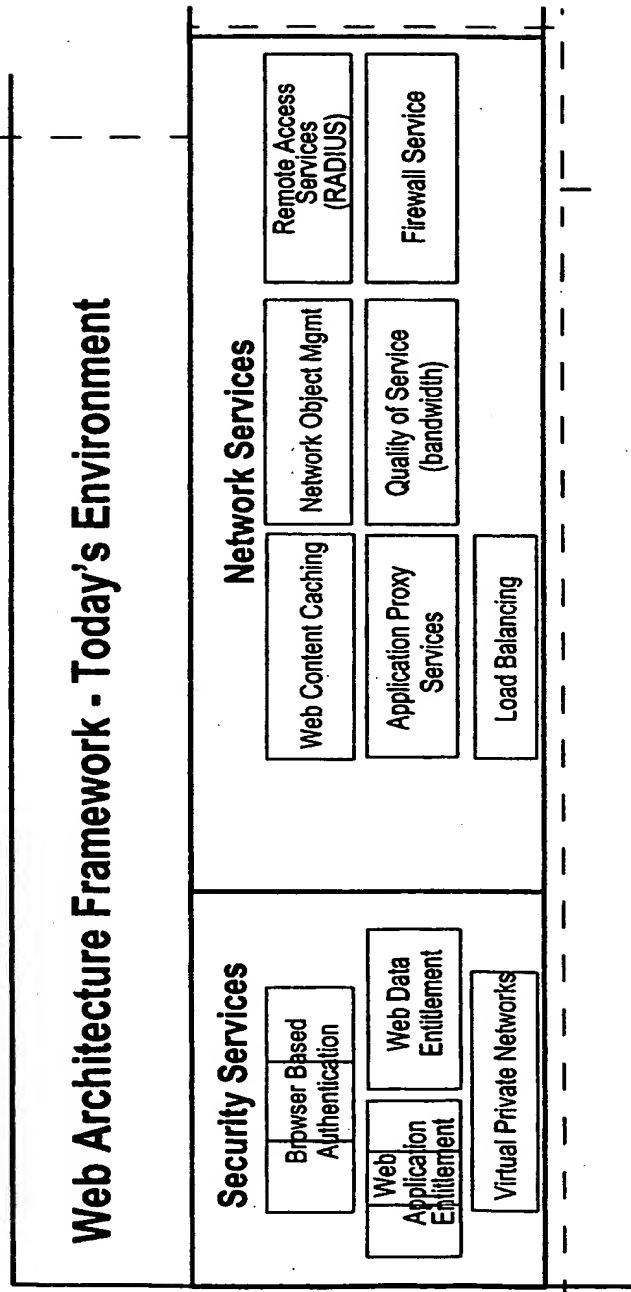 Web Architecture Framework - Today's Environment
Security Services
Browser Based
Authentication
Web
Application
Entitlement
Web Data
Entitlement
Virtual Private Networks
Network Services
Web Content Caching
Network Object Mgmt
Remote Access
Services
(RADIUS)
Application Proxy
Services
Quality of Service
(bandwidth)
Firewall Service
Load Balancing